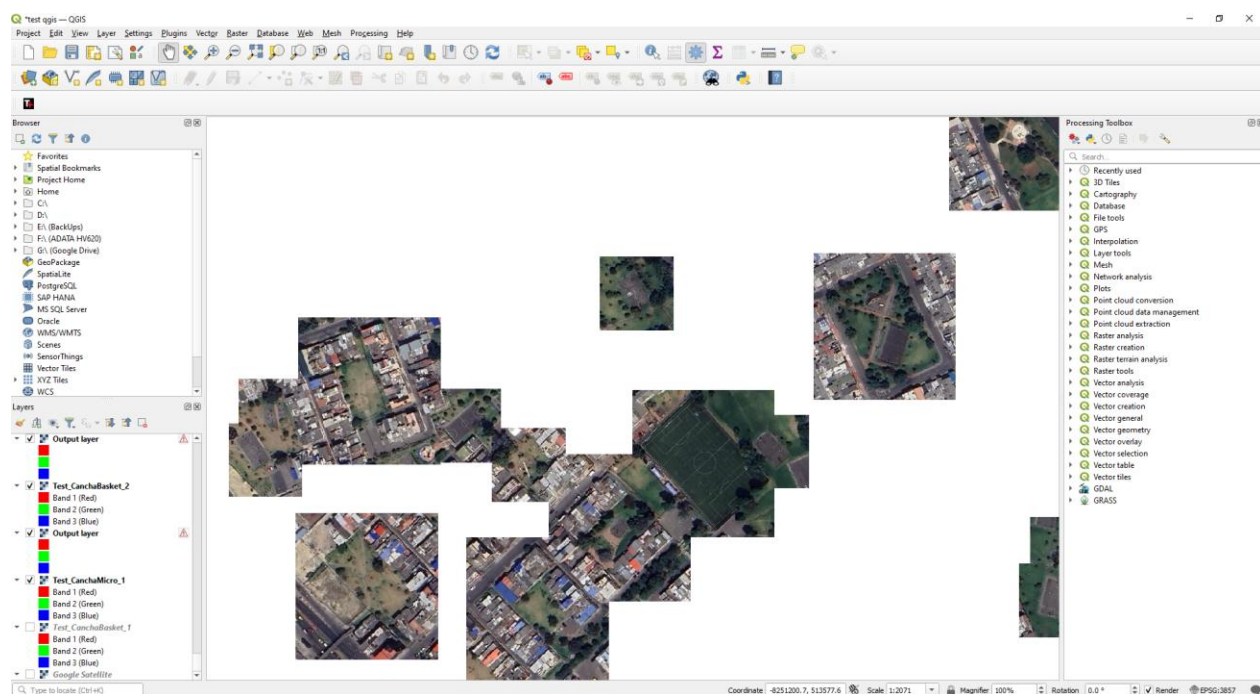 *test qgis — QGIS
Project Edit View Layer Settings Plugins Vector Raster Database Web Mesh Processing Help
Browser
Favorites
Spatial Bookmarks
Project Home
Home
C:\
D:\
E:\ (BackUps)
F:\ (ADATA HV620)
G:\ (Google Drive)
GeoPackage
SpatiaLite
PostgreSQL
SAP HANA
MS SQL Server
Oracle
WMS/WMTS
Scenes
SensorThings
Vector Tiles
XYZ Tiles
WCS
Layers
Output layer
Test_CanchaBasket_2
Band 1 (Red)
Band 2 (Green)
Band 3 (Blue)
Output layer
Test_CanchaMicro_1
Band 1 (Red)
Band 2 (Green)
Band 3 (Blue)
Test_CanchaBasket_1
Band 1 (Red)
Band 2 (Green)
Band 3 (Blue)
Google Satellite
Processing Toolbox
Search...
Recently used
3D Tiles
Cartography
Database
File tools
GPS
Interpolation
Layer tools
Mesh
Network analysis
Plots
Point cloud conversion
Point cloud data management
Point cloud extraction
Raster analysis
Raster creation
Raster terrain analysis
Raster tools
Vector analysis
Vector coverage
Vector creation
Vector general
Vector geometry
Vector overlay
Vector selection
Vector table
Vector tiles
GDAL
GRASS
Type to locate (Ctrl+K)
Coordinate -8251200.7, 513577.6 Scale 1:2071 Magnifier 100% Rotation 0.0 ° Render EPSG:3857